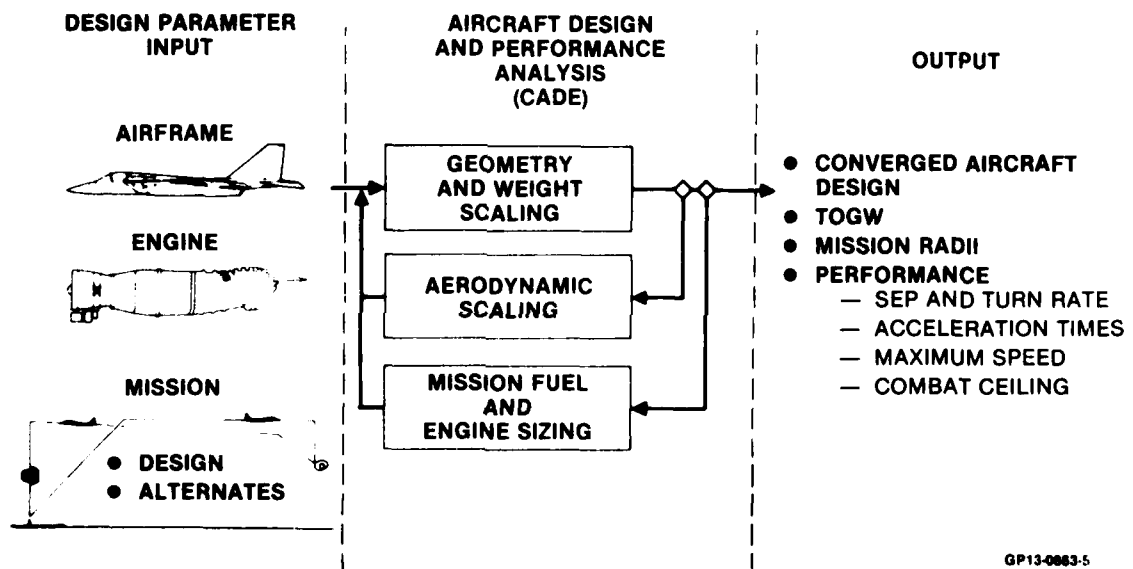 DESIGN PARAMETER
INPUT
AIRFRAME
ENGINE
MISSION
● DESIGN
● ALTERNATES
AIRCRAFT DESIGN
AND PERFORMANCE
ANALYSIS
(CADE)
GEOMETRY
AND WEIGHT
SCALING
AERODYNAMIC
SCALING
MISSION FUEL
AND
ENGINE SIZING
OUTPUT
● CONVERGED AIRCRAFT
DESIGN
● TOGW
● MISSION RADII
● PERFORMANCE
— SEP AND TURN RATE
— ACCELERATION TIMES
— MAXIMUM SPEED
— COMBAT CEILING
GP13-0663-5